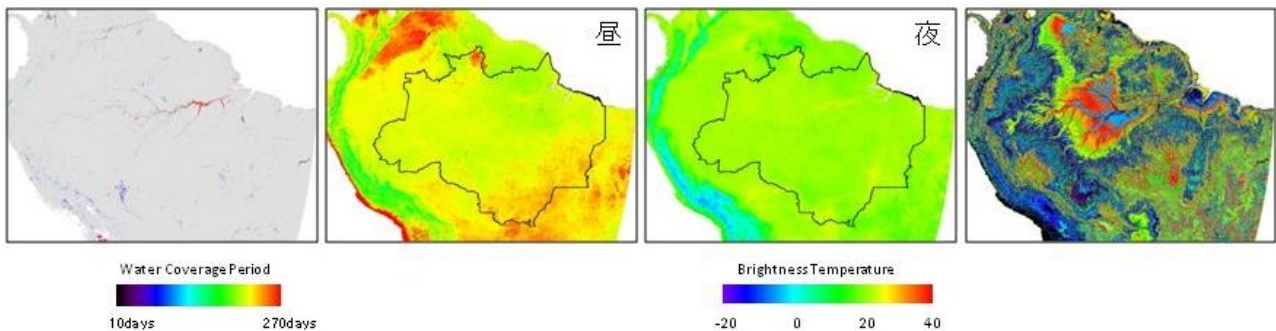 昼
夜
Water Coverage Period
10days 270days
Brightness Temperature
-20 0 20 40